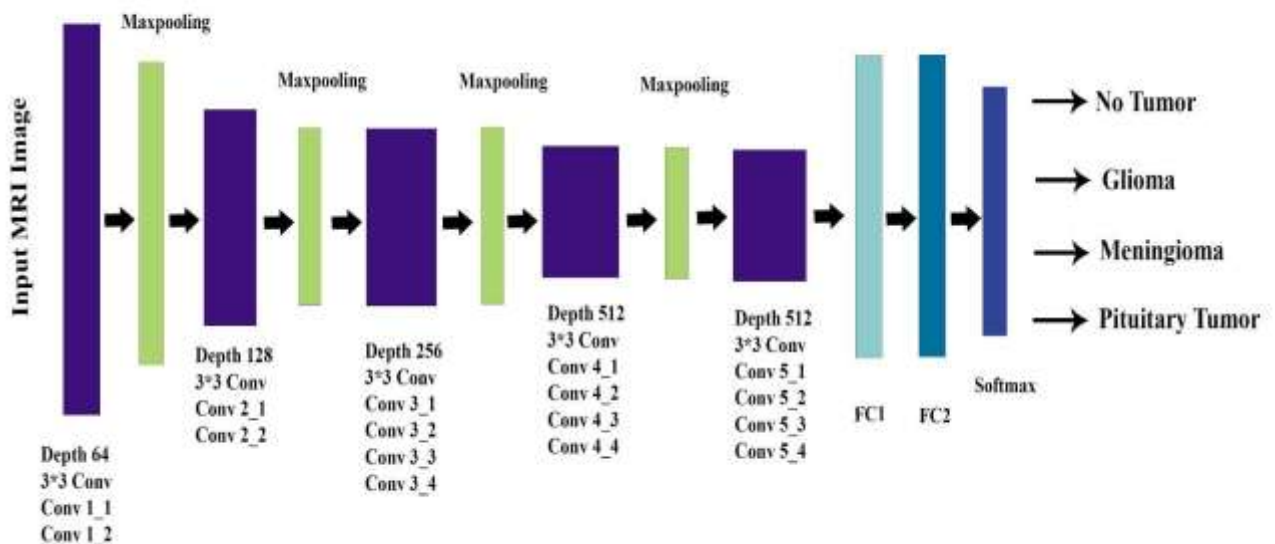 Input MRI Image
Maxpooling
Maxpooling
Maxpooling
Maxpooling
Depth 64
3*3 Conv
Conv 1_1
Conv 1_2
Depth 128
3*3 Conv
Conv 2_1
Conv 2_2
Depth 256
3*3 Conv
Conv 3_1
Conv 3_2
Conv 3_3
Conv 3_4
Depth 512
3*3 Conv
Conv 4_1
Conv 4_2
Conv 4_3
Conv 4_4
Depth 512
3*3 Conv
Conv 5_1
Conv 5_2
Conv 5_3
Conv 5_4
FC1
FC2
Softmax
No Tumor
Glioma
Meningioma
Pituitary Tumor